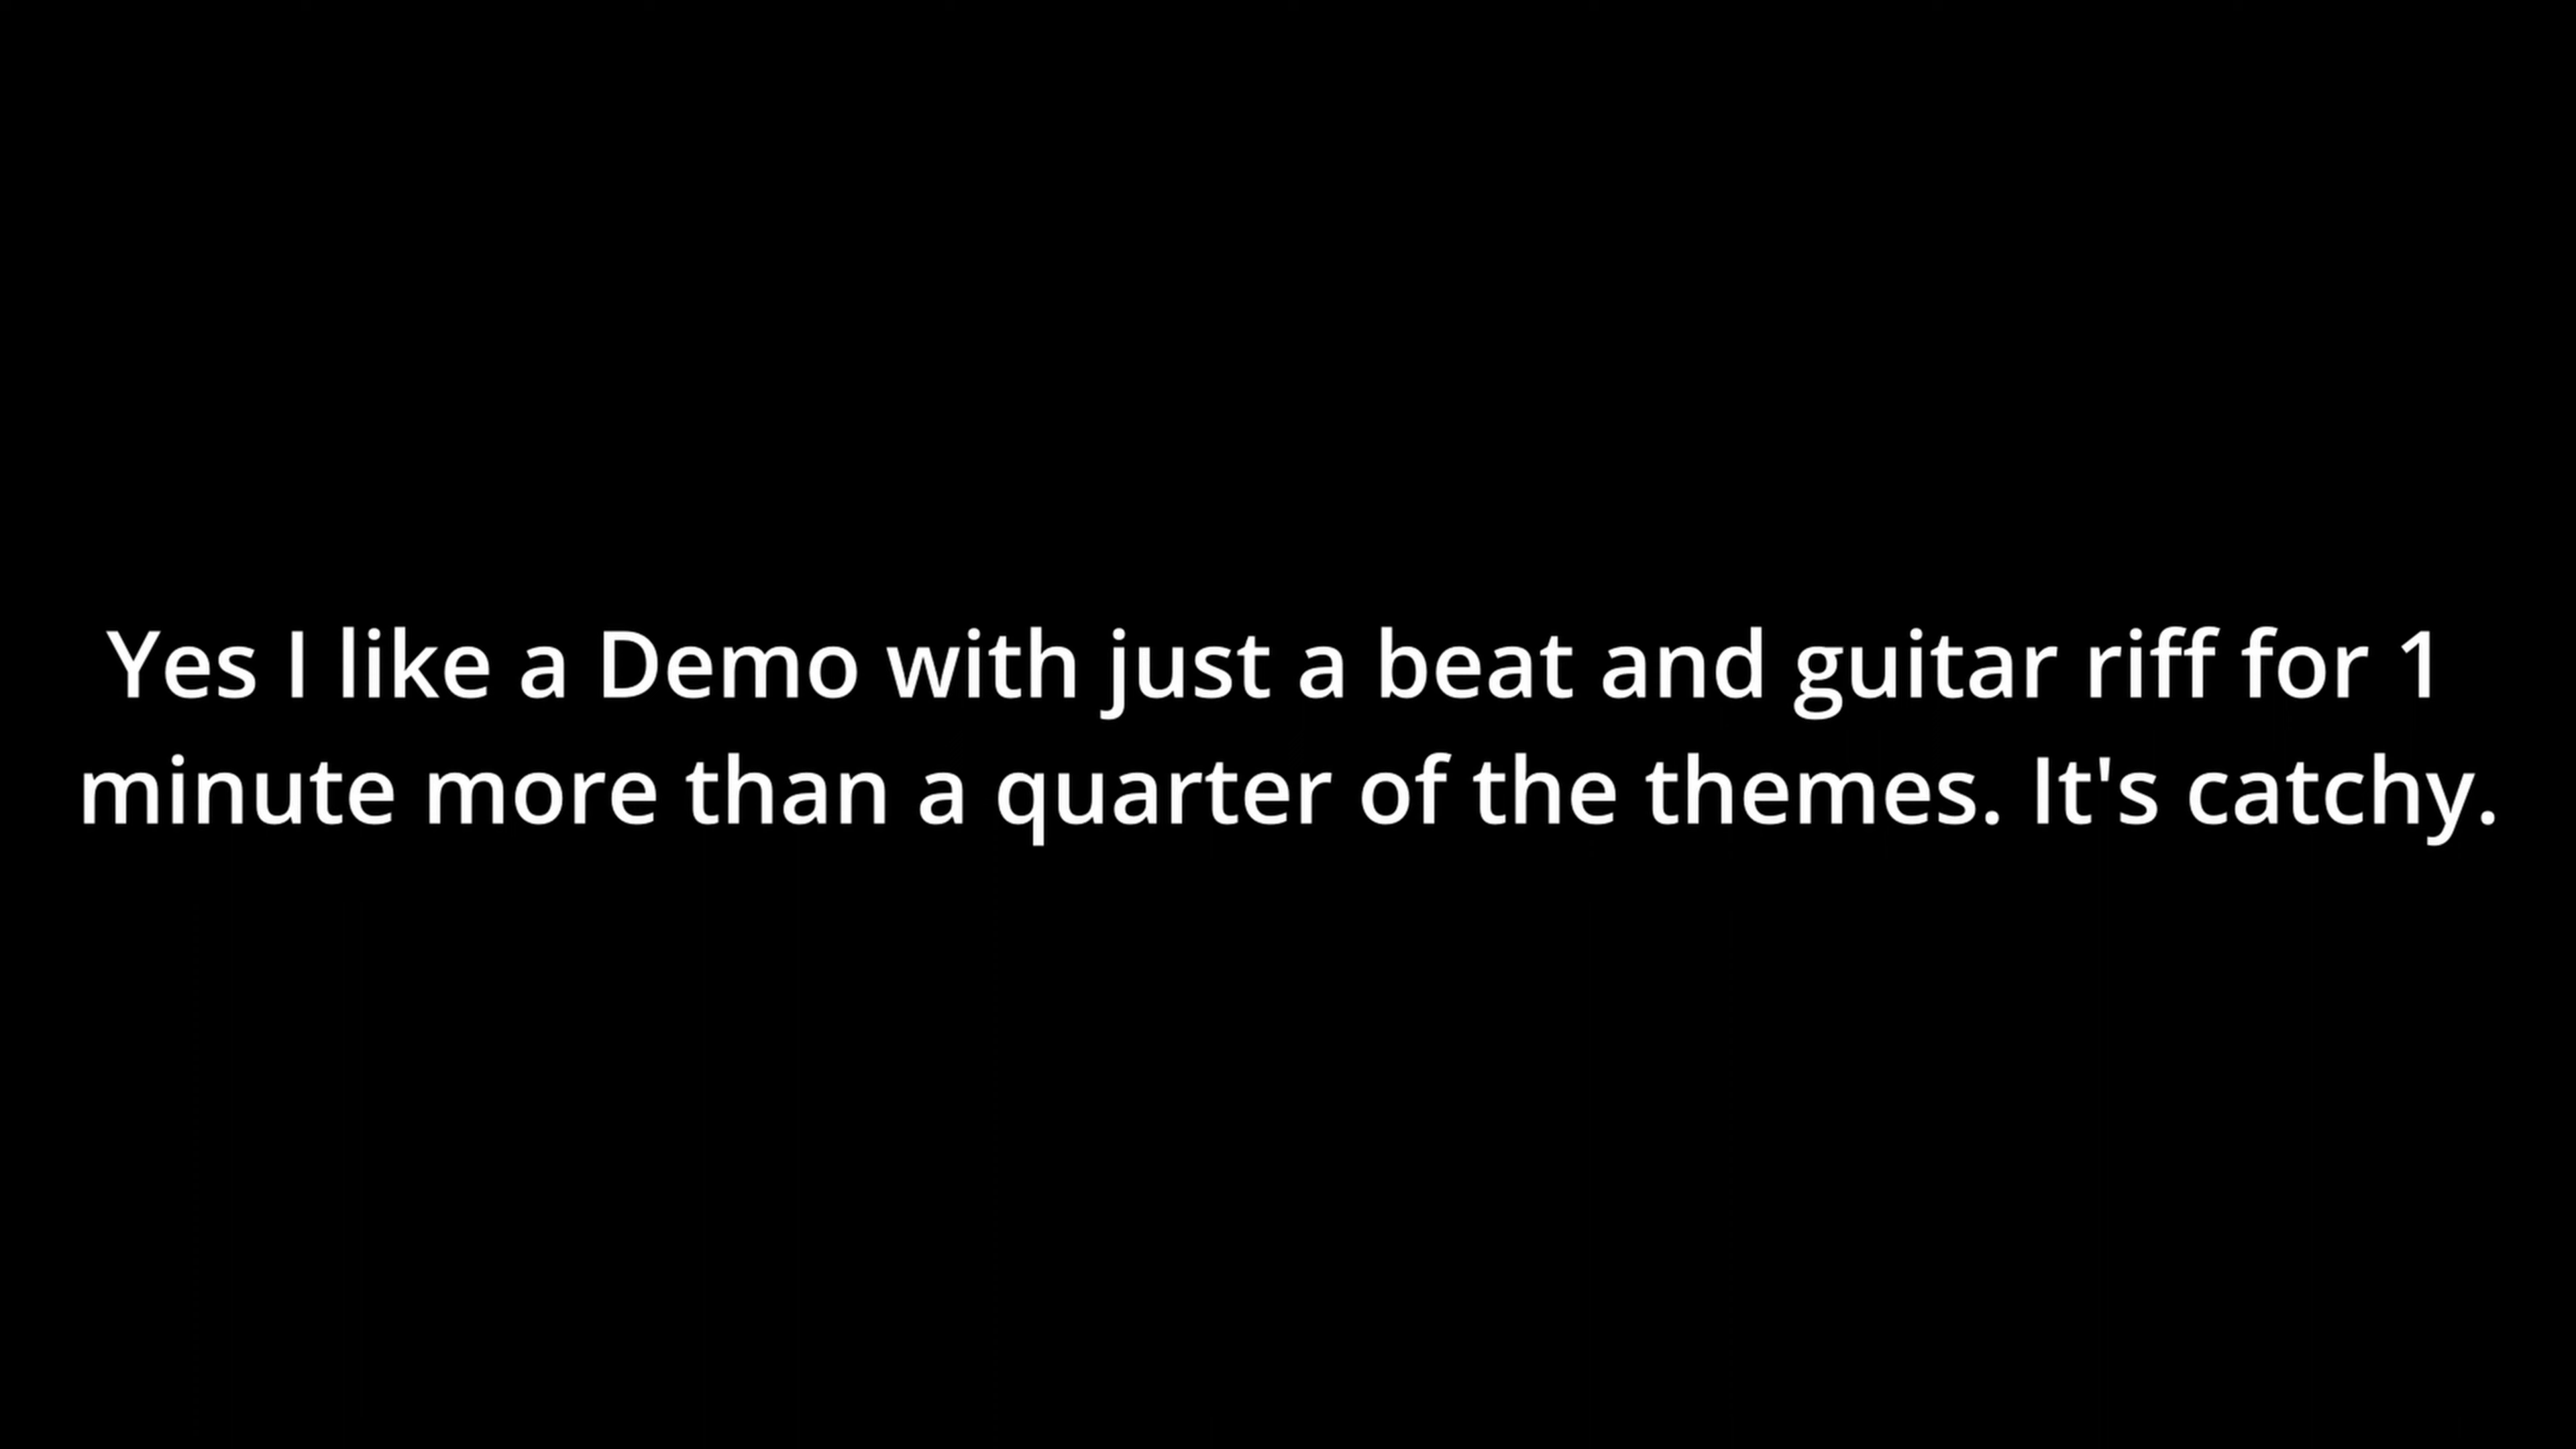 Yes I like a Demo with just a beat and guitar riff for 1
minute more than a quarter of the themes. It's catchy.